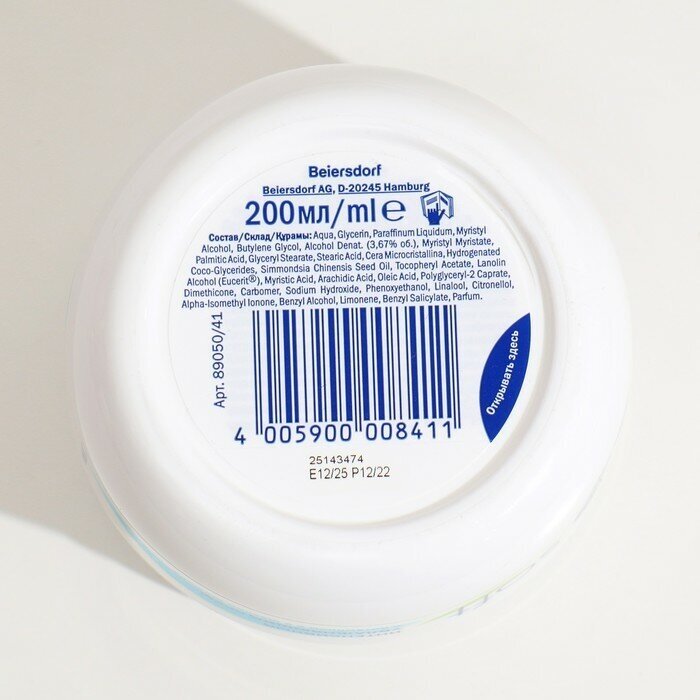 Beiersdorf
Beiersdorf AG, D-20245 Hamburg
200мл/ml e
Состав/Склад/Құрамы: Aqua, Glycerin, Paraffinum Liquidum, Myristyl
Alcohol, Butylene Glycol, Alcohol Denat. (3,67% об.), Myristyl Myristate,
Palmitic Acid, Glyceryl Stearate, Stearic Acid, Cera Microcristallina, Hydrogenated
Coco-Glycerides, Simmondsia Chinensis Seed Oil, Tocopheryl Acetate, Lanolin
Alcohol (Eucerit®), Myristic Acid, Arachidic Acid, Oleic Acid, Polyglyceryl-2 Caprate,
Dimethicone, Carbomer, Sodium Hydroxide, Phenoxyethanol, Linalool, Citronellol,
Alpha-Isomethyl Ionone, Benzyl Alcohol, Limonene, Benzyl Salicylate, Parfum.
Арт. 89050/41
Открывать здесь
4 005900 008411
25143474
E12/25 P12/22